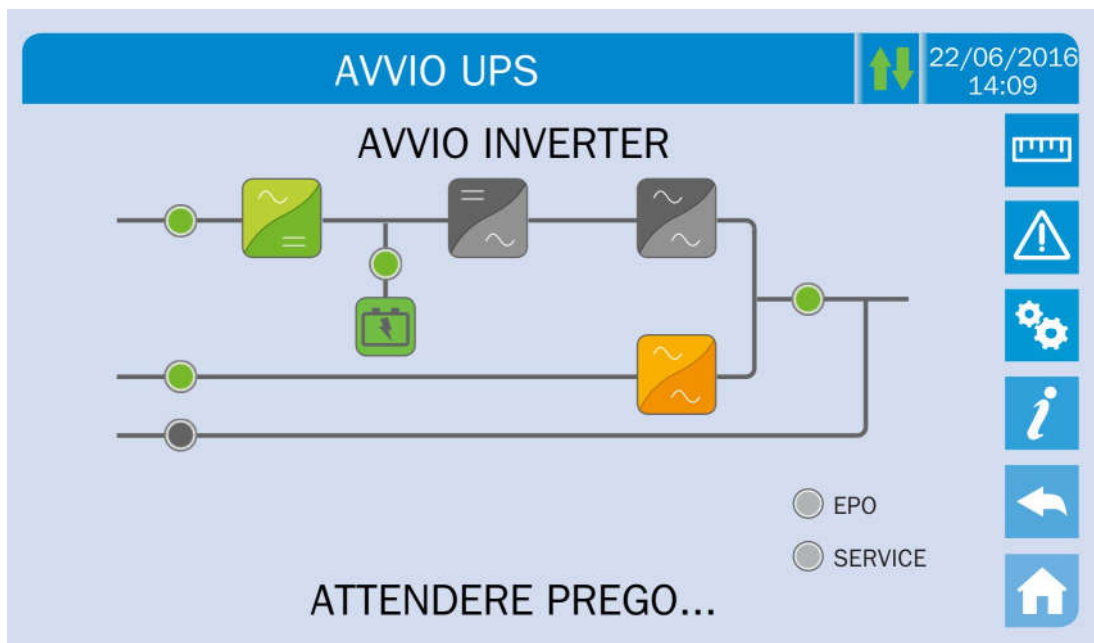 AVVIO UPS
22/06/2016
14:09
AVVIO INVERTER
EPO
SERVICE
ATTENDERE PREGO...